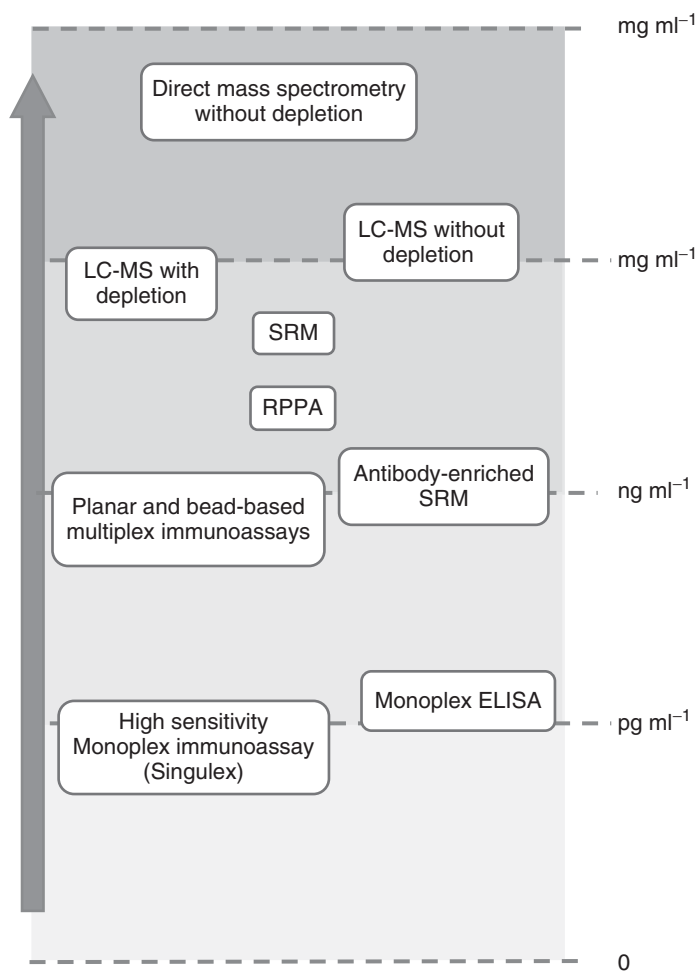 mg ml⁻¹
Direct mass spectrometry
without depletion
LC-MS without
depletion
mg ml⁻¹
LC-MS with
depletion
SRM
RPPA
Antibody-enriched
SRM
ng ml⁻¹
Planar and bead-based
multiplex immunoassays
Monoplex ELISA
pg ml⁻¹
High sensitivity
Monoplex immunoassay
(Singulex)
0